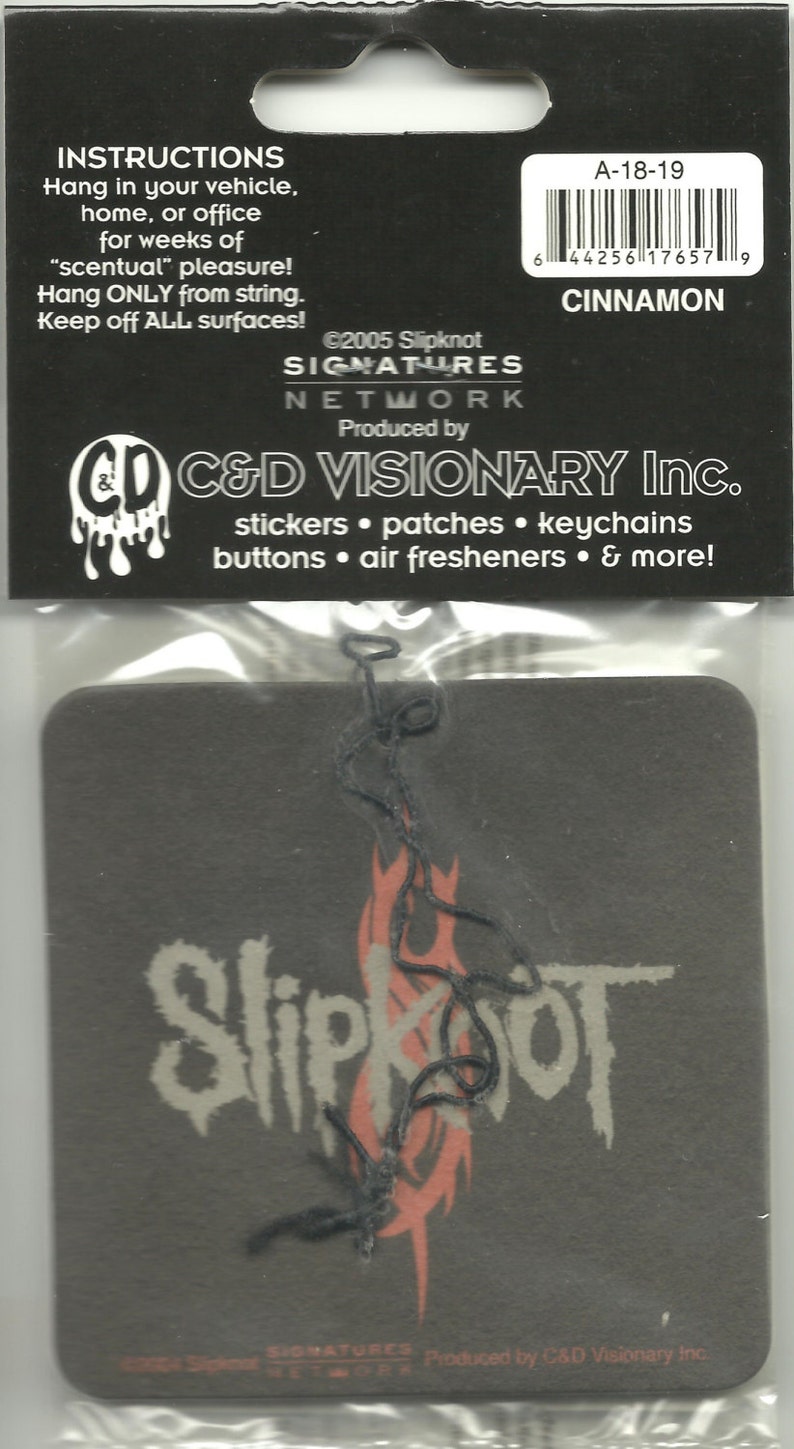 INSTRUCTIONS
Hang in your vehicle,
home, or office
for weeks of
"scentual" pleasure!
Hang ONLY from string.
Keep off ALL surfaces!
A-18-19
6 44256 17657 9
CINNAMON
©2005 Slipknot
SIGNATURES
NETWORK
Produced by
C&D
C&D VISIONARY Inc.
stickers • patches • keychains
buttons • air fresheners • & more!
Slipknot
©2004 Slipknot SIGNATURES NETWORK Produced by C&D Visionary Inc.